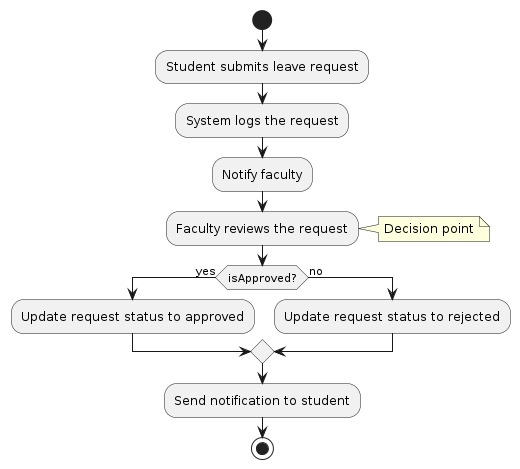 Student submits leave request
System logs the request
Notify faculty
Faculty reviews the request
Decision point
yes
isApproved?
no
Update request status to approved
Update request status to rejected
Send notification to student